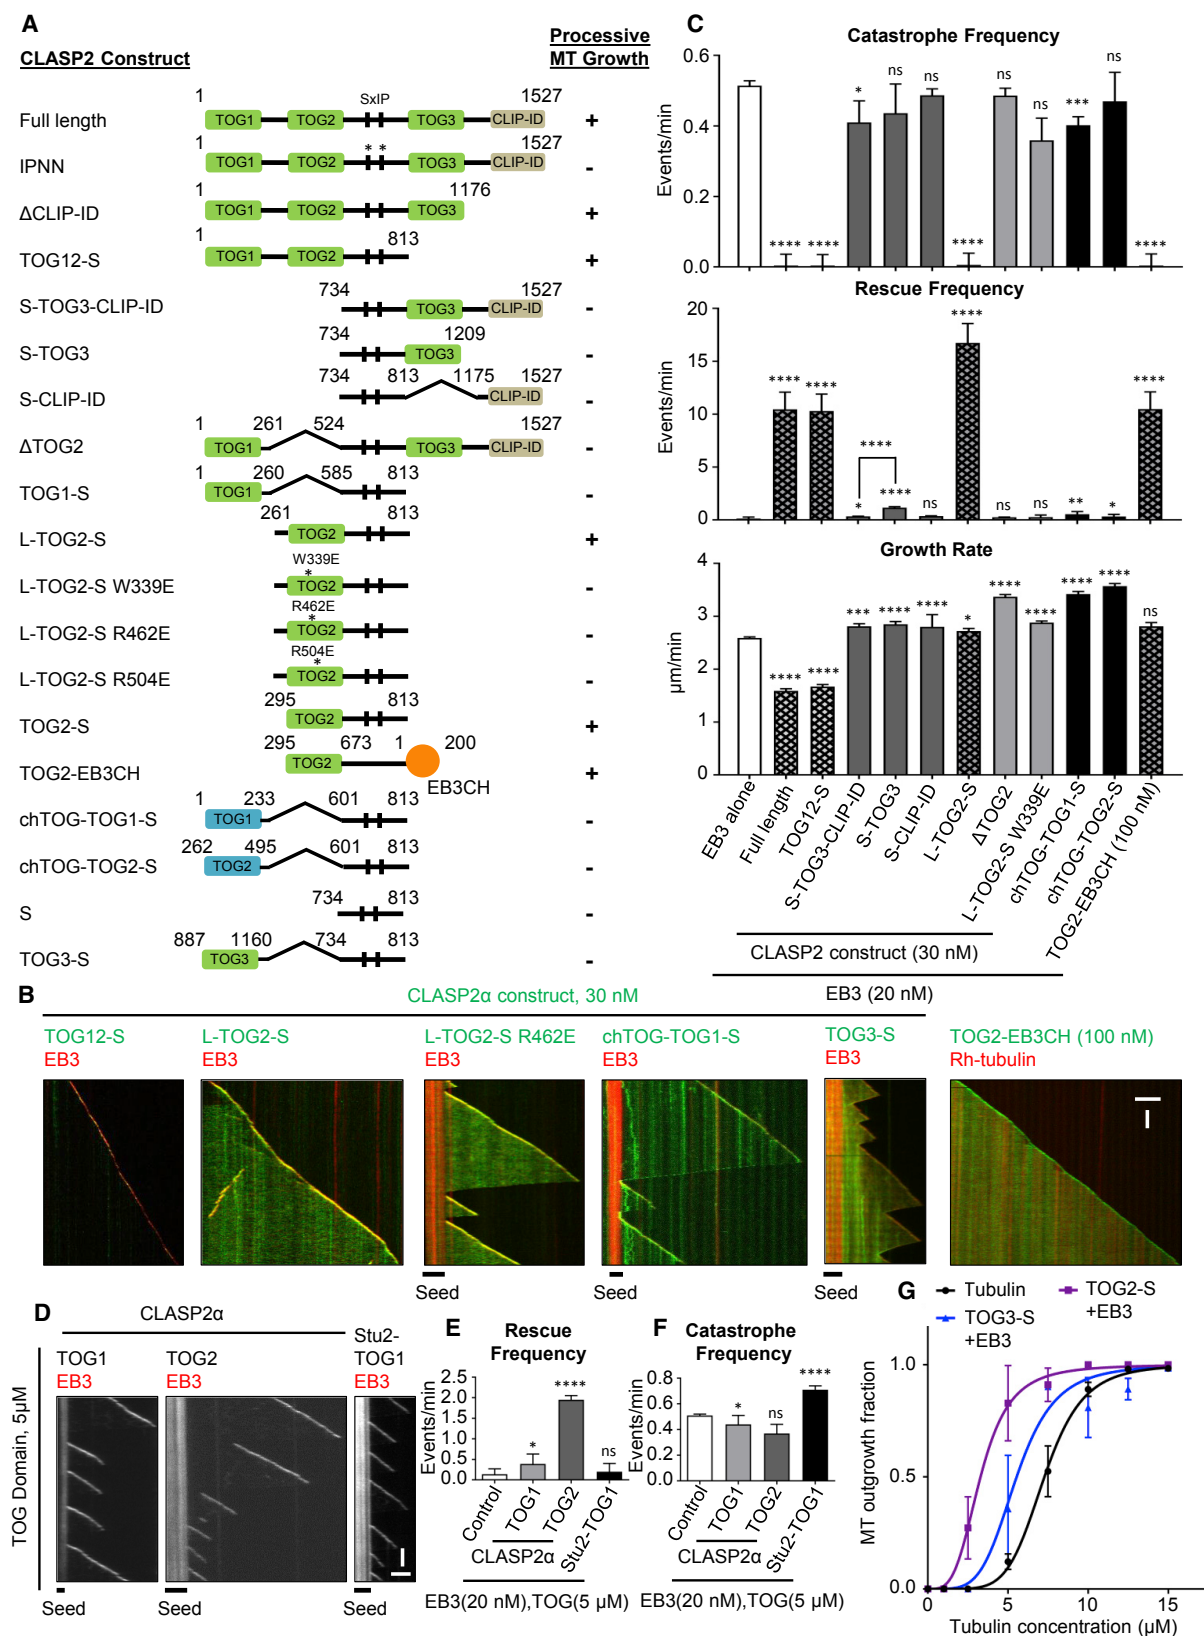 A
CLASP2 Construct
Processive
MT Growth
Full length
1
SxIP
1527
TOG1
TOG2
TOG3
CLIP-ID
+
IPNN
1
* *
1527
TOG1
TOG2
TOG3
CLIP-ID
-
ΔCLIP-ID
1
1176
TOG1
TOG2
TOG3
+
TOG12-S
1
813
TOG1
TOG2
+
S-TOG3-CLIP-ID
734
1527
TOG3
CLIP-ID
-
S-TOG3
734
1209
TOG3
-
S-CLIP-ID
734
813
1175
1527
CLIP-ID
-
ΔTOG2
1
261
524
1527
TOG1
TOG3
CLIP-ID
-
TOG1-S
1
260
585
813
TOG1
-
L-TOG2-S
261
813
TOG2
+
L-TOG2-S W339E
W339E
*
TOG2
-
L-TOG2-S R462E
R462E
*
TOG2
-
L-TOG2-S R504E
R504E
*
TOG2
-
TOG2-S
295
813
TOG2
+
TOG2-EB3CH
295
673
1
200
TOG2
EB3CH
+
chTOG-TOG1-S
1
233
601
813
TOG1
-
chTOG-TOG2-S
262
495
601
813
TOG2
-
S
734
813
-
TOG3-S
887
1160
734
813
TOG3
-
C
Catastrophe Frequency
Events/min
0.6
0.4
0.2
0.0
**** **** * ns ns **** ns ns *** ns ****
Rescue Frequency
Events/min
20
15
10
5
0
**** **** * **** **** ns **** ns ns ** * ****
Growth Rate
µm/min
4
3
2
1
0
**** **** *** **** **** * **** **** **** **** ns
EB3 alone
Full length
TOG12-S
S-TOG3-CLIP-ID
S-TOG3
S-CLIP-ID
L-TOG2-S
ΔTOG2
L-TOG2-S W339E
chTOG-TOG1-S
chTOG-TOG2-S
TOG2-EB3CH (100 nM)
CLASP2 construct (30 nM)
EB3 (20 nM)
B
CLASP2α construct, 30 nM
TOG12-S
EB3
L-TOG2-S
EB3
L-TOG2-S R462E
EB3
chTOG-TOG1-S
EB3
TOG3-S
EB3
TOG2-EB3CH (100 nM)
Rh-tubulin
Seed
Seed
Seed
D
CLASP2α
TOG Domain, 5µM
TOG1
EB3
TOG2
EB3
Stu2-
TOG1
EB3
Seed
Seed
Seed
E
Rescue
Frequency
Events/min
2.5
2.0
1.5
1.0
0.5
0.0
* **** ns
Control
TOG1
TOG2
Stu2-TOG1
CLASP2α
EB3(20 nM),TOG(5 µM)
F
Catastrophe
Frequency
Events/min
0.8
0.6
0.4
0.2
0.0
* ns ****
Control
TOG1
TOG2
Stu2-TOG1
CLASP2α
EB3(20 nM),TOG(5 µM)
G
Tubulin
TOG2-S
+EB3
TOG3-S
+EB3
MT outgrowth fraction
1.0
0.5
0.0
0
5
10
15
Tubulin concentration (µM)